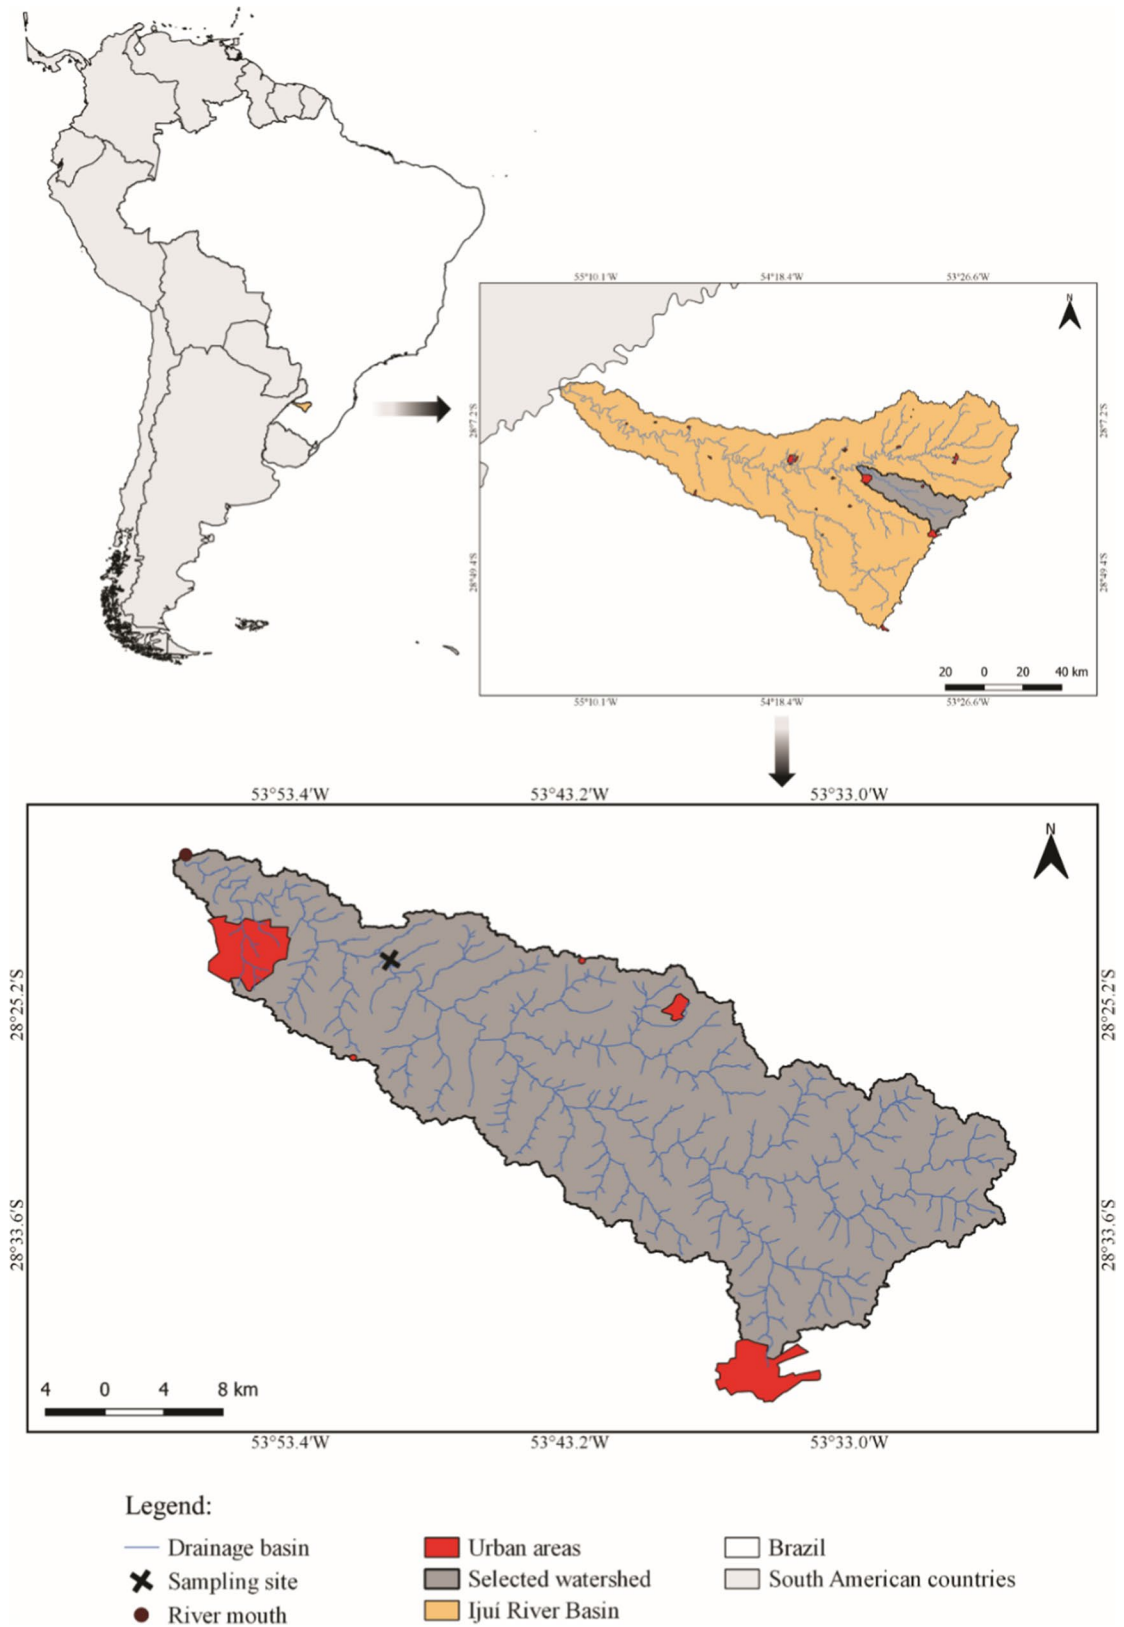 55°10.1'W 54°18.4'W 53°26.6'W
N
28°7.2'S 28°7.2'S
28°49.4'S 28°49.4'S
20 0 20 40 km
55°10.1'W 54°18.4'W 53°26.6'W
53°53.4'W 53°43.2'W 53°33.0'W
N
28°25.2'S 28°25.2'S
28°33.6'S 28°33.6'S
4 0 4 8 km
53°53.4'W 53°43.2'W 53°33.0'W
Legend:
Drainage basin Urban areas Brazil
Sampling site Selected watershed South American countries
River mouth Ijuí River Basin